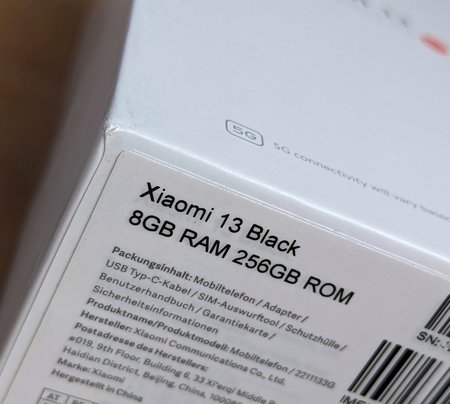 5G
5G connectivity will vary based
Xiaomi 13 Black
8GB RAM 256GB ROM
Packungsinhalt: Mobiltelefon / Adapter /
USB Typ-C-Kabel / SIM-Auswurftool / Schutzhülle /
Benutzerhandbuch / Garantiekarte /
Sicherheitsinformationen
Produktname/Produktmodell: Mobiltelefon / 2211133G
Hersteller: Xiaomi Communications Co., Ltd.
Postadresse des Herstellers:
#019, 9th Floor, Building 6, 33 Xi'erqi Middle Road,
Haidian District, Beijing, China, 100085
Marke: Xiaomi
Hergestellt in China
SN:
IMEI
AT